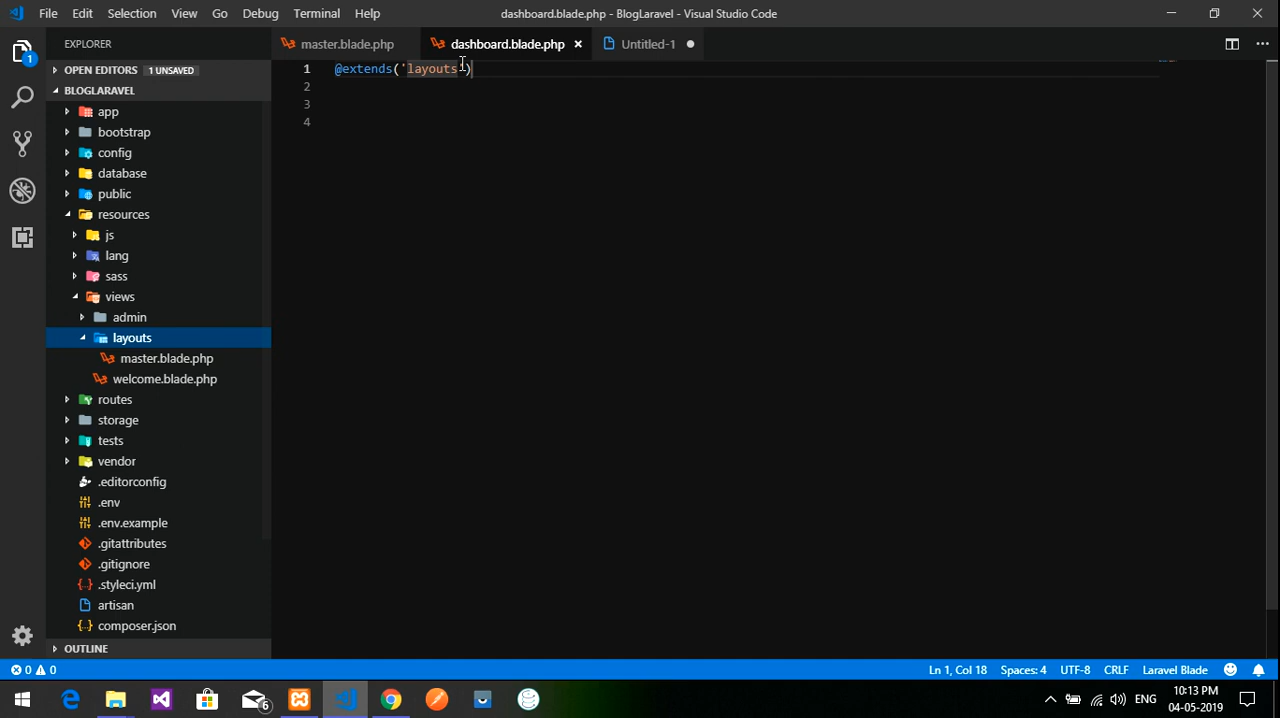 File Edit Selection View Go Debug Terminal Help
dashboard.blade.php - BlogLaravel - Visual Studio Code
EXPLORER
master.blade.php
dashboard.blade.php
Untitled-1
1
OPEN EDITORS 1 UNSAVED
BLOGLARAVEL
app
bootstrap
config
database
public
resources
js
lang
sass
views
admin
layouts
master.blade.php
welcome.blade.php
routes
storage
tests
vendor
.editorconfig
.env
.env.example
.gitattributes
.gitignore
.styleci.yml
artisan
composer.json
OUTLINE
1 @extends('layouts')
2
3
4
0 0
Ln 1, Col 18 Spaces: 4 UTF-8 CRLF Laravel Blade
6
ENG
10:13 PM
04-05-2019